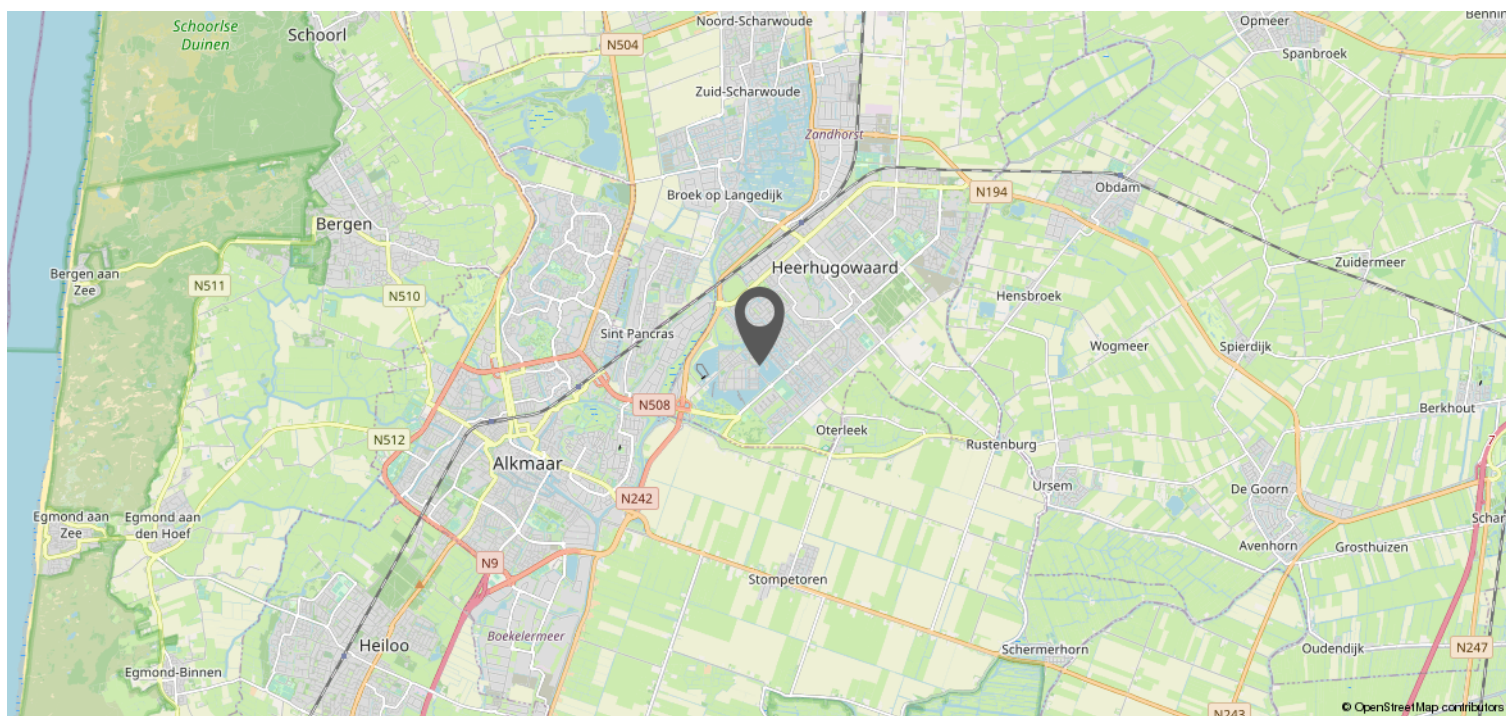 Schoorlse
Duinen
Schoorl
Noord-Scharwoude
Opmeer
Spanbroek
N504
Zuid-Scharwoude
Zandhorst
Broek op Langedijk
N194
Obdam
Bergen
Bergen aan
Zee
N511
N510
Heerhugowaard
Zuidermeer
Hensbroek
Sint Pancras
Wogmeer
Spierdijk
N508
Berkhout
N512
Oterleek
Rustenburg
7
Alkmaar
Ursem
De Goorn
N242
Egmond aan
Zee
Egmond aan
den Hoef
Schar
Avenhorn
Grosthuizen
N9
Stompetoren
Boekelermeer
Heiloo
Schermerhorn
Oudendijk
N247
Egmond-Binnen
N243
© OpenStreetMap contributors